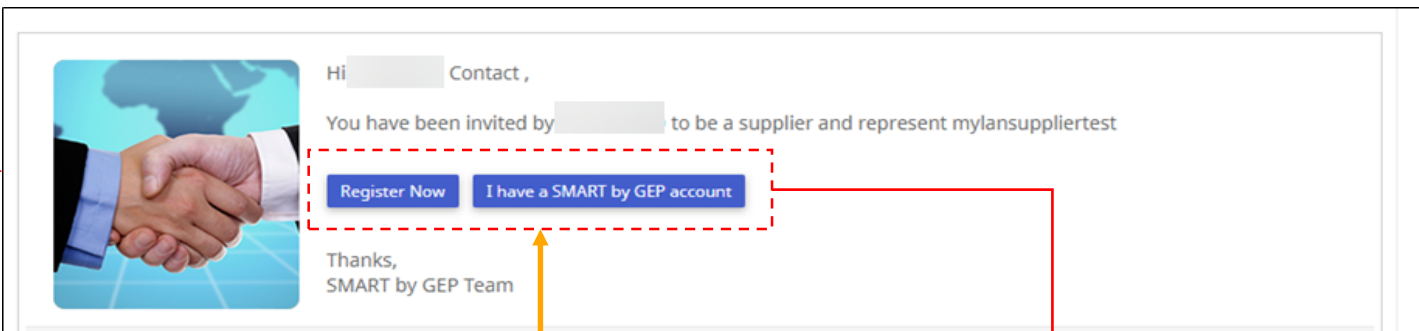 Hi Contact ,
You have been invited by to be a supplier and represent mylansuppliertest
Register Now I have a SMART by GEP account
Thanks,
SMART by GEP Team